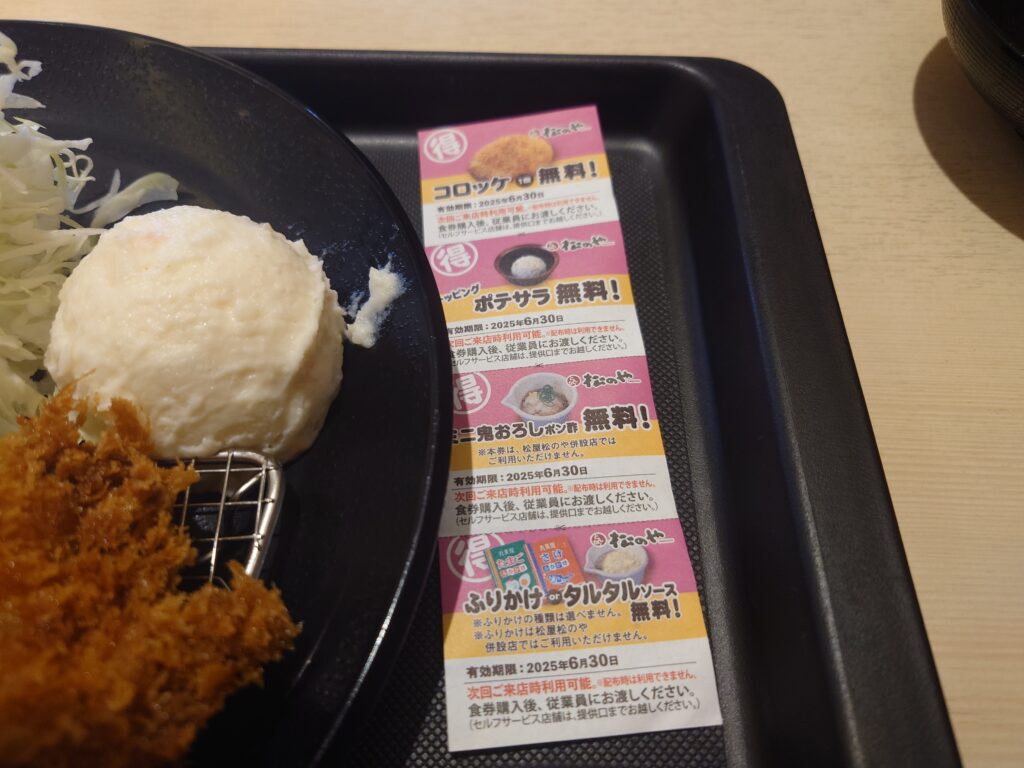 得 松のや
コロッケ 1個 無料！
有効期限：2025年6月30日
次回ご来店時利用可能。※配布時は利用できません。
食券購入後、従業員にお渡しください。
（セルフサービス店舗は、提供口までお越しください。）
得 松のや
トッピング ポテサラ 無料！
有効期限：2025年6月30日
次回ご来店時利用可能。※配布時は利用できません。
食券購入後、従業員にお渡しください。
（セルフサービス店舗は、提供口までお越しください。）
得 松のや
ミニ鬼おろしポン酢 無料！
※本券は、松屋松のや併設店では
ご利用いただけません。
有効期限：2025年6月30日
次回ご来店時利用可能。※配布時は利用できません。
食券購入後、従業員にお渡しください。
（セルフサービス店舗は、提供口までお越しください。）
得 松のや
たまご
さけ
ふりかけ or タルタルソース 無料！
※ふりかけの種類は選べません。
※ふりかけは松屋松のや
併設店ではご利用いただけません。
有効期限：2025年6月30日
次回ご来店時利用可能。※配布時は利用できません。
食券購入後、従業員にお渡しください。
（セルフサービス店舗は、提供口までお越しください。）